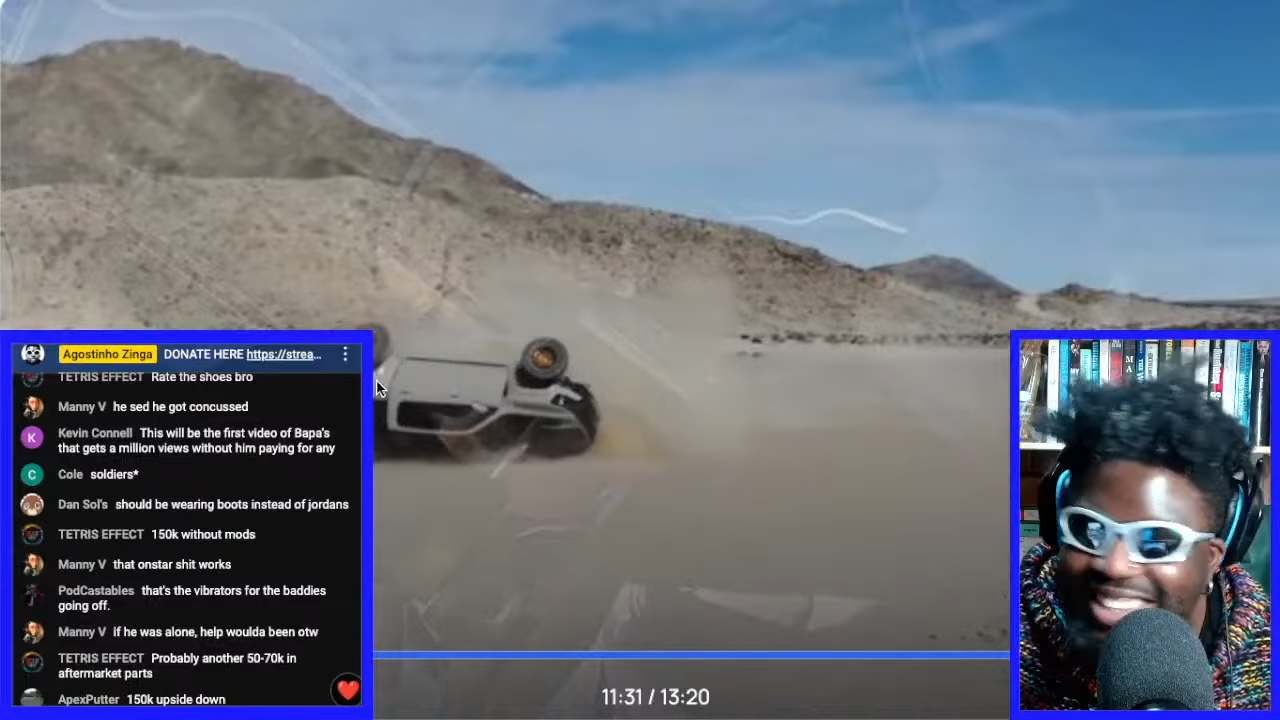 Agostinho Zinga DONATE HERE https://strea...
TETRIS EFFECT Rate the shoes bro
Manny V he sed he got concussed
K Kevin Connell This will be the first video of Bapa's
that gets a million views without him paying for any
C Cole soldiers*
Dan Sol's should be wearing boots instead of jordans
TETRIS EFFECT 150k without mods
Manny V that onstar shit works
PodCastables that's the vibrators for the baddies
going off.
Manny V if he was alone, help woulda been otw
TETRIS EFFECT Probably another 50-70k in
aftermarket parts
ApexPutter 150k upside down
11:31 / 13:20